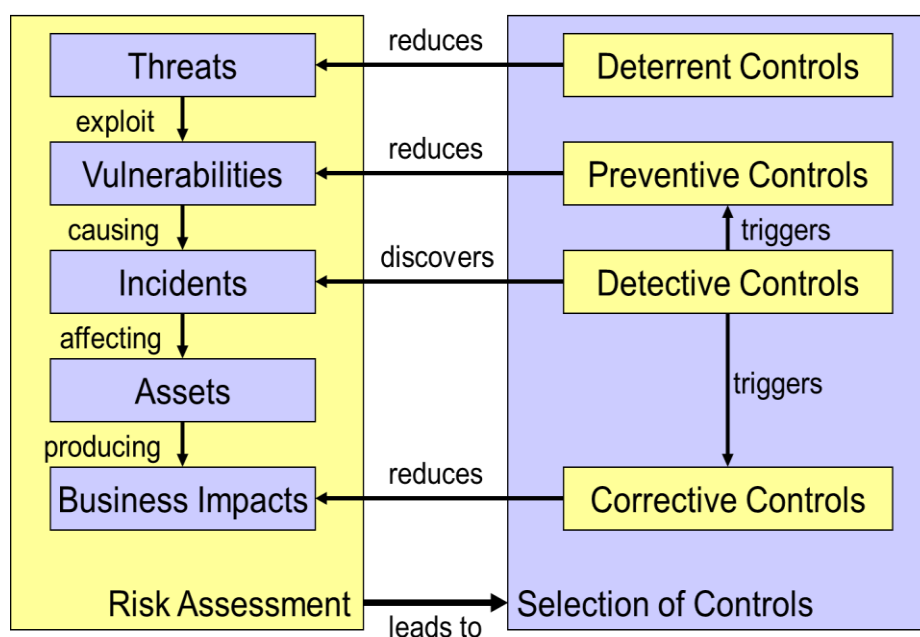 Threats
reduces
Deterrent Controls
exploit
Vulnerabilities
reduces
Preventive Controls
causing
triggers
Incidents
discovers
Detective Controls
affecting
Assets
triggers
producing
Business Impacts
reduces
Corrective Controls
Risk Assessment
leads to
Selection of Controls